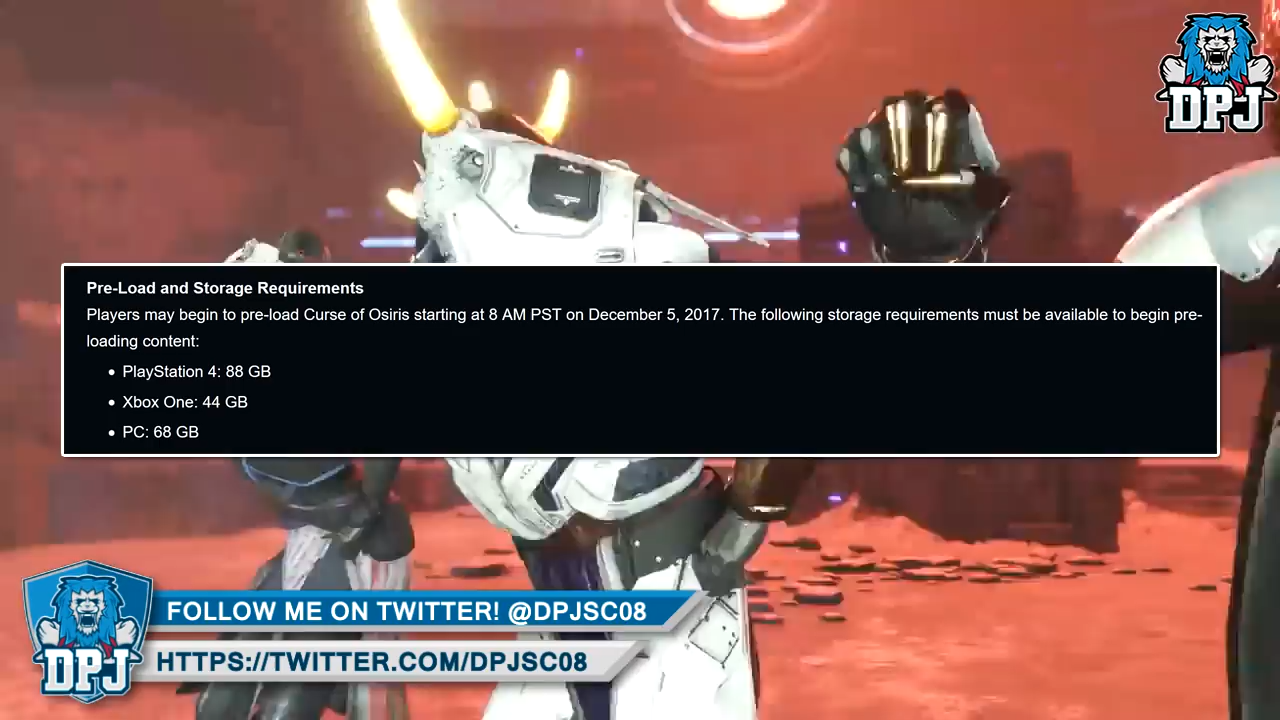 DPJ
Pre-Load and Storage Requirements
Players may begin to pre-load Curse of Osiris starting at 8 AM PST on December 5, 2017. The following storage requirements must be available to begin pre-
loading content:
• PlayStation 4: 88 GB
• Xbox One: 44 GB
• PC: 68 GB
FOLLOW ME ON TWITTER! @DPJSC08
HTTPS://TWITTER.COM/DPJSC08
DPJ